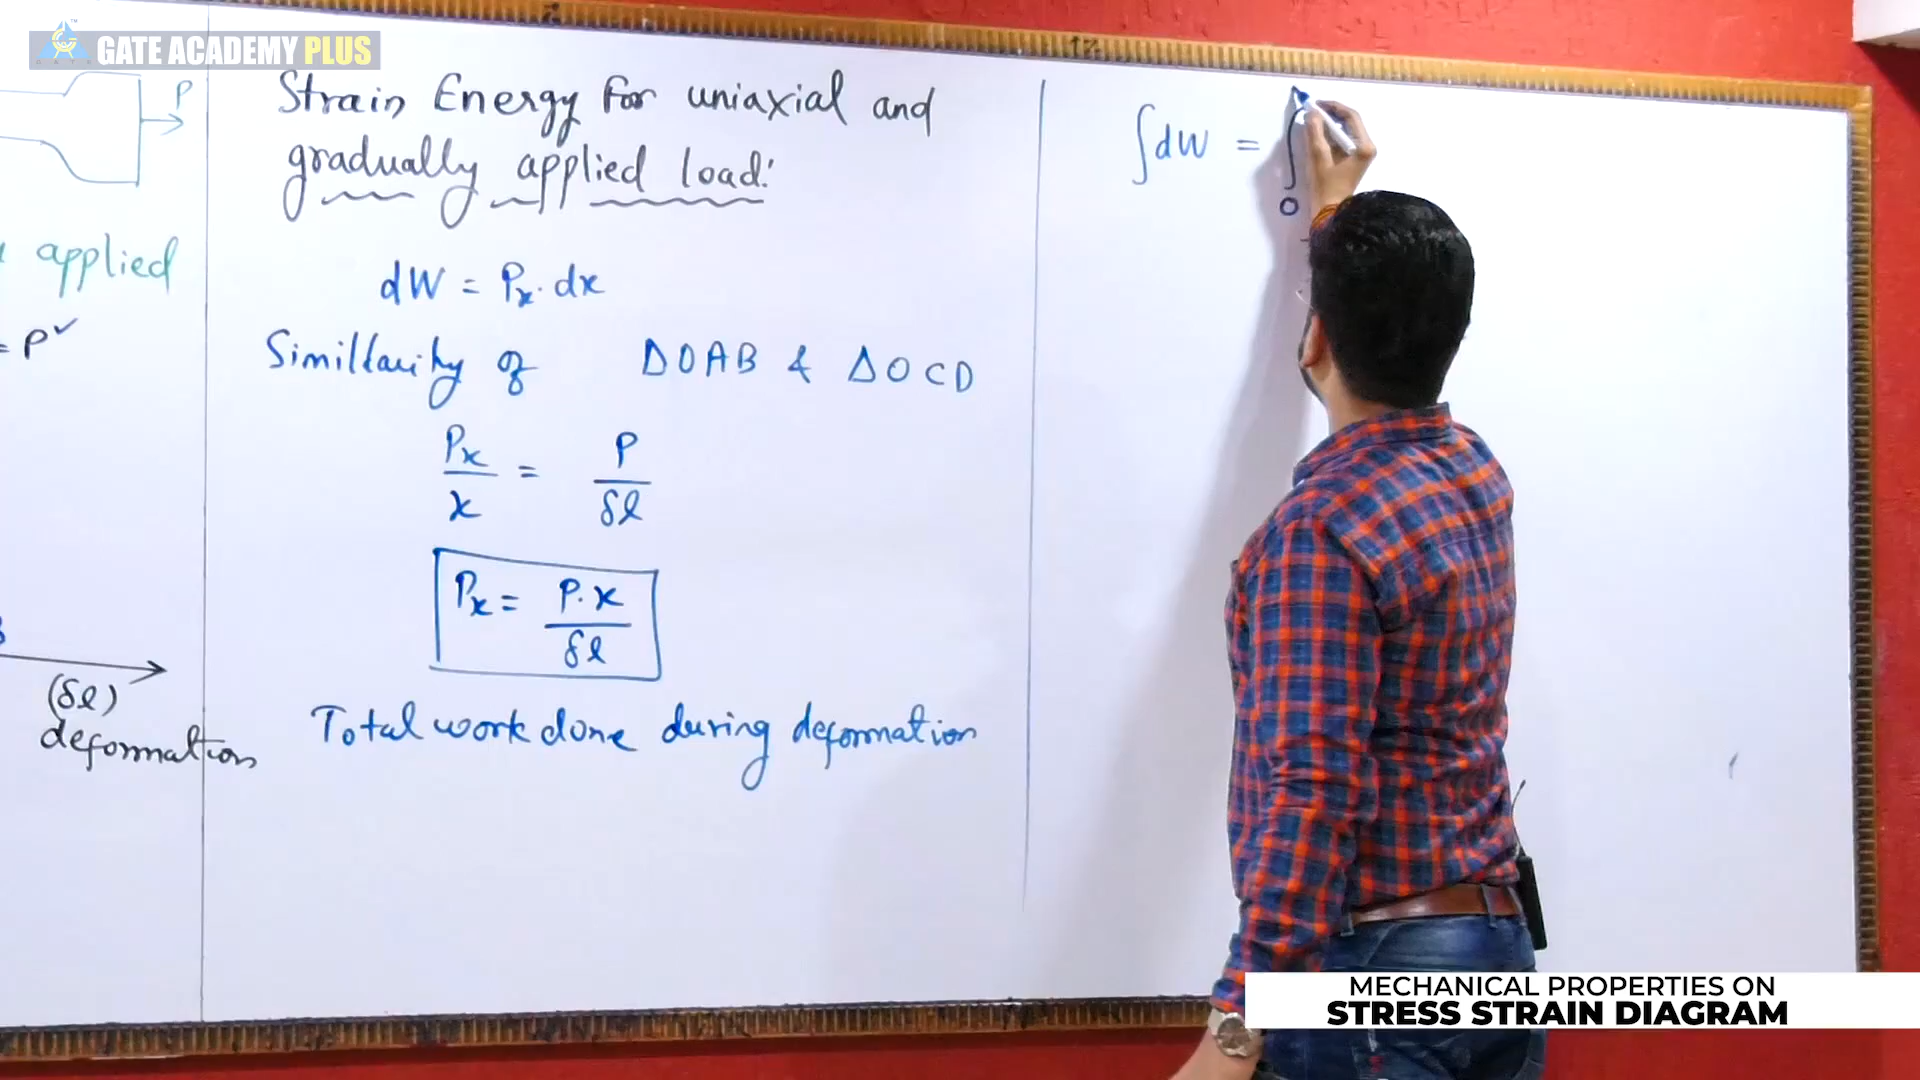 GATE ACADEMY PLUS
P
applied
= P✓
(δl)
deformation
Strain Energy for uniaxial and
gradually applied load:
dW = Px · dx
Simillarity of ΔOAB & ΔOCD
Px/x = P/δl
Px = P·x/δl
Total work done during deformation
∫dW = ∫0
MECHANICAL PROPERTIES ON
STRESS STRAIN DIAGRAM